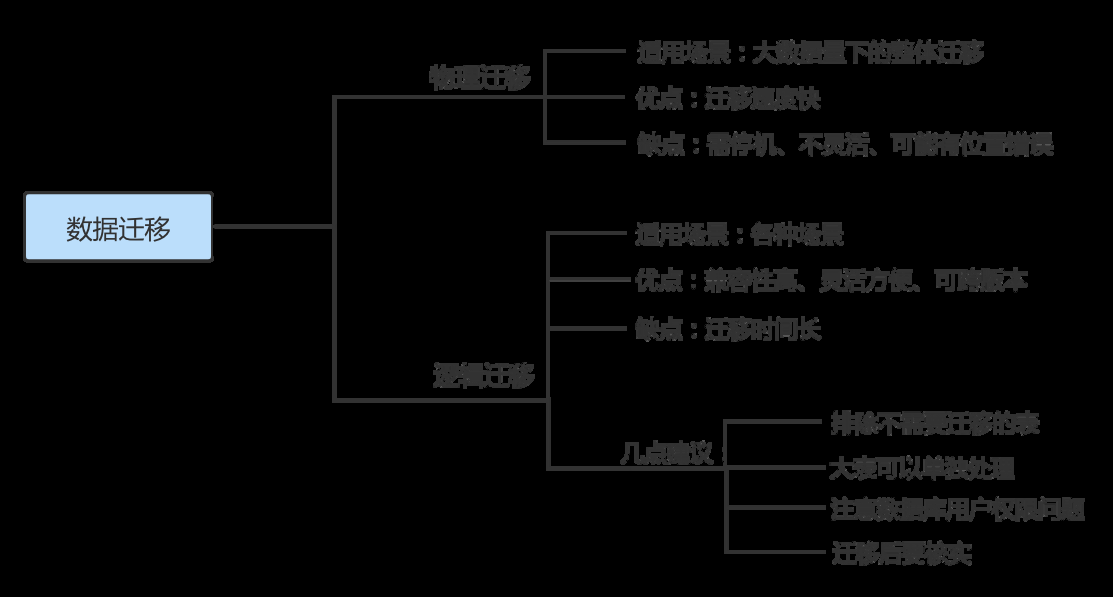 数据迁移
物理迁移
适用场景：大数据量下的整体迁移
优点：迁移速度快
缺点：需停机、不灵活、可能有位置错误
逻辑迁移
适用场景：各种场景
优点：兼容性高、灵活方便、可跨版本
缺点：迁移时间长
几点建议：
排除不需要迁移的表
大表可以单独处理
注意数据库用户权限问题
迁移后要核实